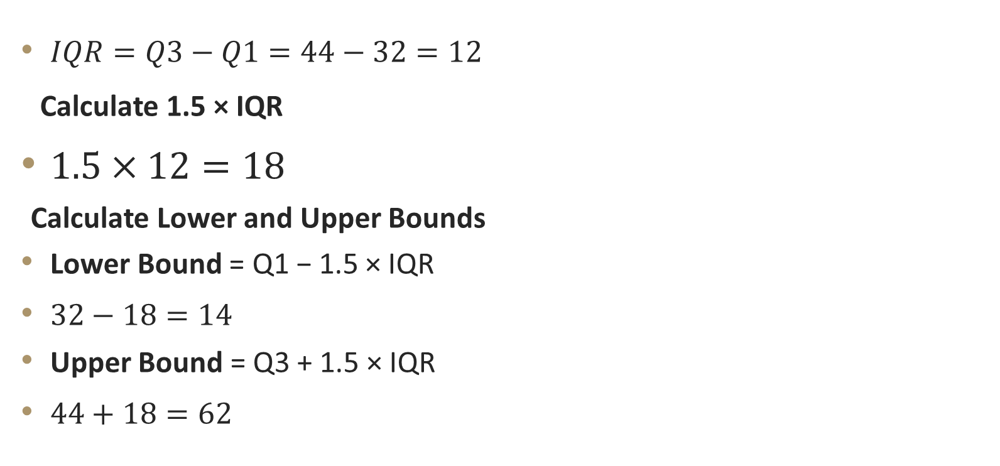 • IQR = Q3 − Q1 = 44 − 32 = 12
Calculate 1.5 × IQR
• 1.5 × 12 = 18
Calculate Lower and Upper Bounds
• Lower Bound = Q1 − 1.5 × IQR
• 32 − 18 = 14
• Upper Bound = Q3 + 1.5 × IQR
• 44 + 18 = 62